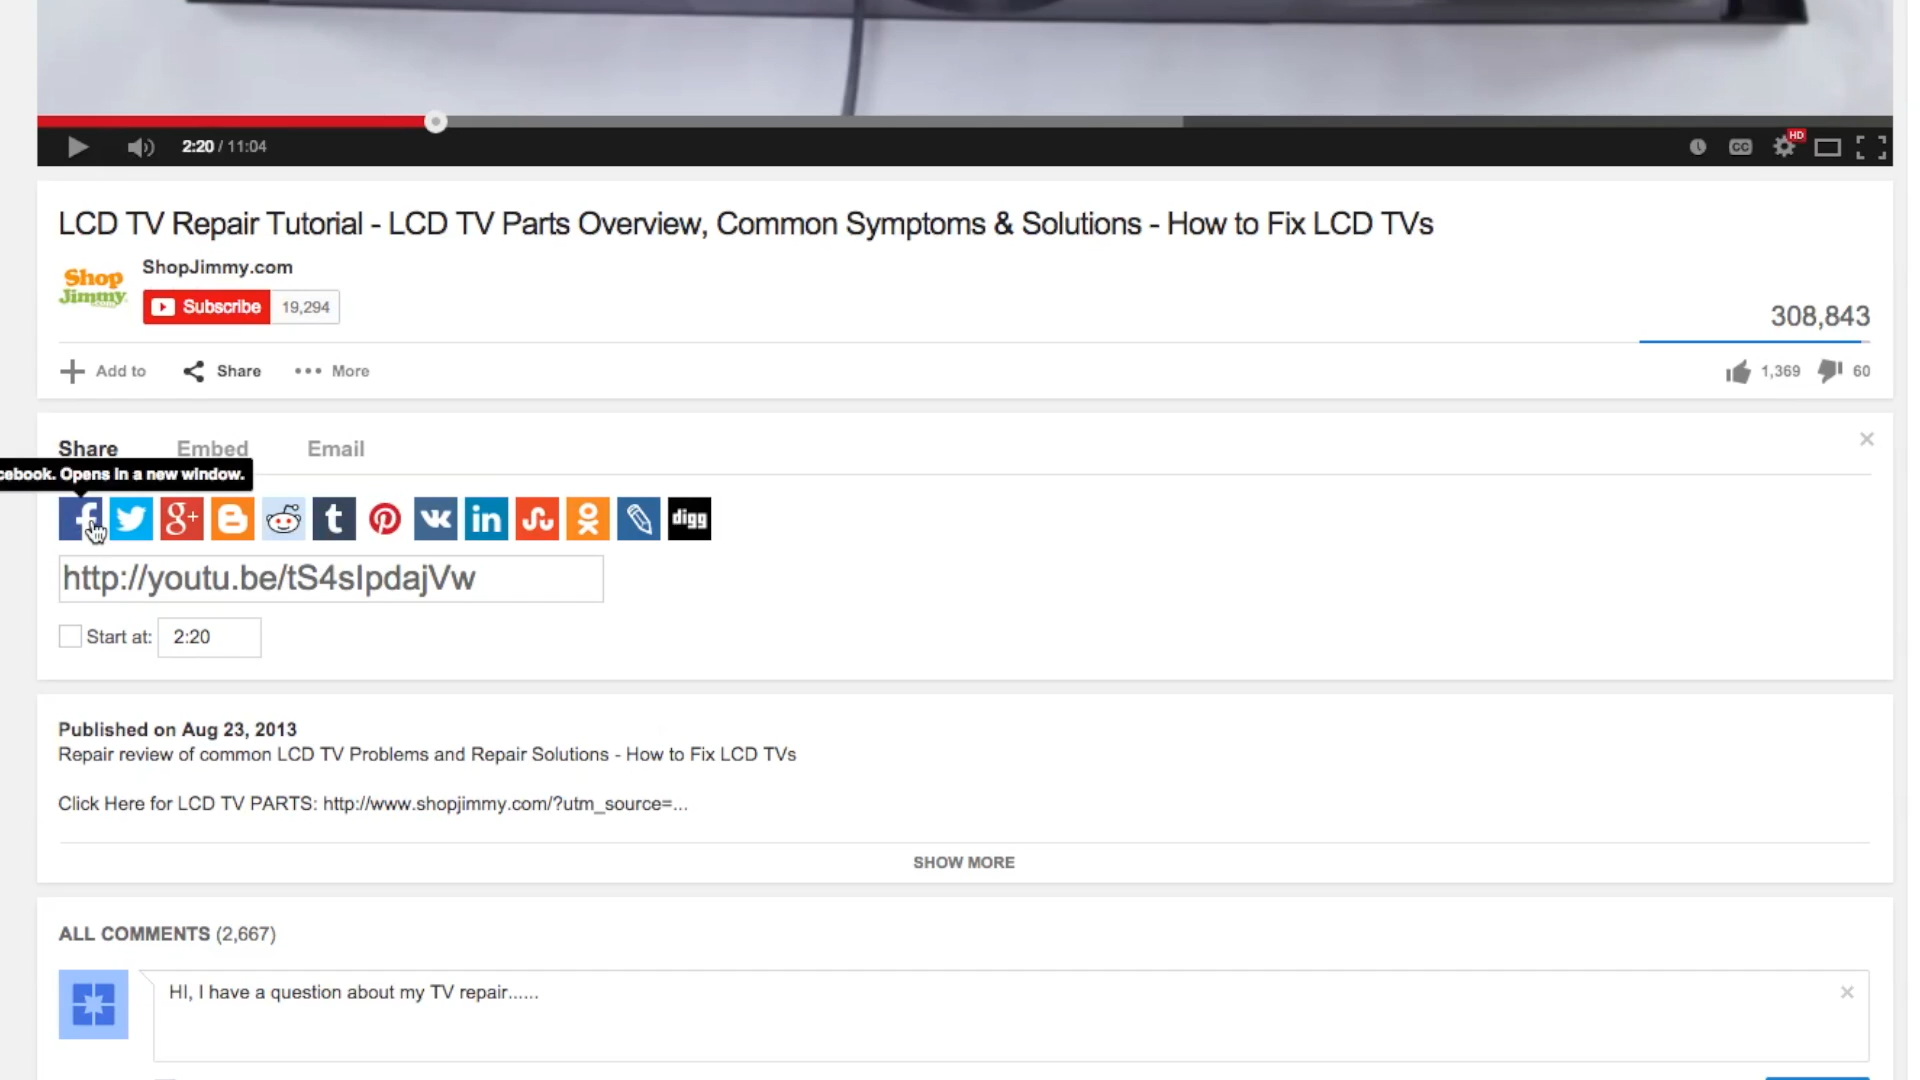 2:20 / 11:04
CC
HD
LCD TV Repair Tutorial - LCD TV Parts Overview, Common Symptoms & Solutions - How to Fix LCD TVs
Shop
Jimmy
.com
ShopJimmy.com
Subscribe 19,294
308,843
Add to Share More
1,369 60
Share Embed Email
cebook. Opens in a new window.
f g+ B t vk in digg
http://youtu.be/tS4sIpdajVw
Start at: 2:20
Published on Aug 23, 2013
Repair review of common LCD TV Problems and Repair Solutions - How to Fix LCD TVs
Click Here for LCD TV PARTS: http://www.shopjimmy.com/?utm_source=...
SHOW MORE
ALL COMMENTS (2,667)
HI, I have a question about my TV repair......